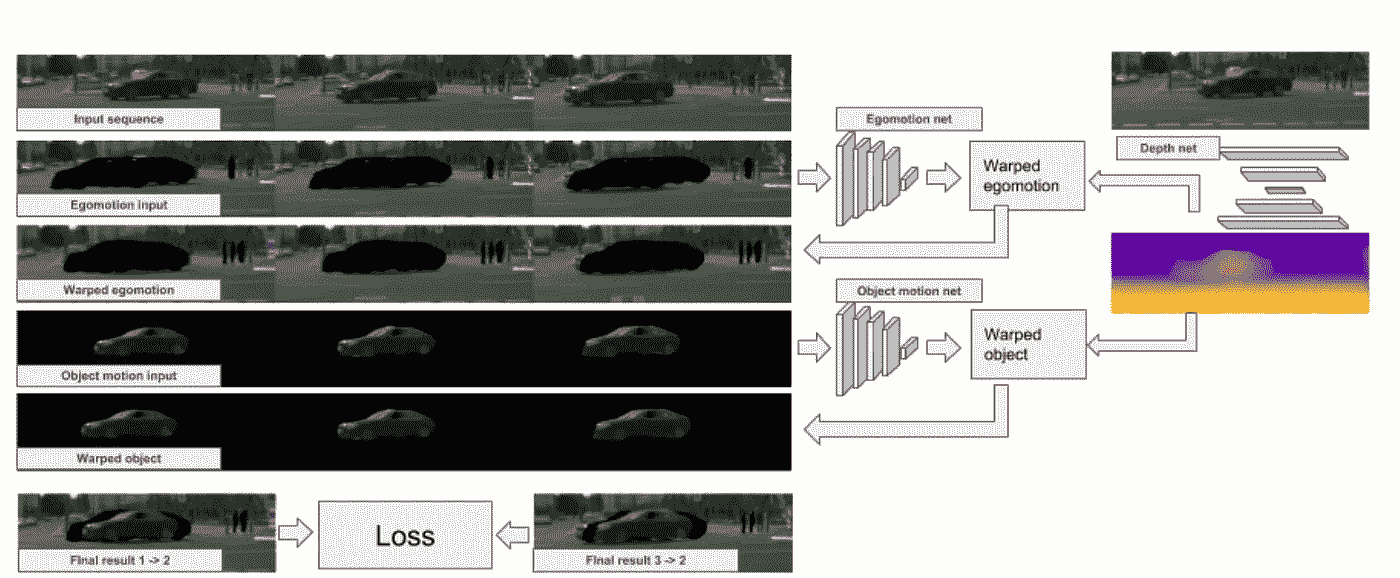 Input sequence
Egomotion net
Depth net
Egomotion input
Warped
egomotion
Warped egomotion
Object motion net
Object motion input
Warped
object
Warped object
Final result 1 -> 2
Loss
Final result 3 -> 2